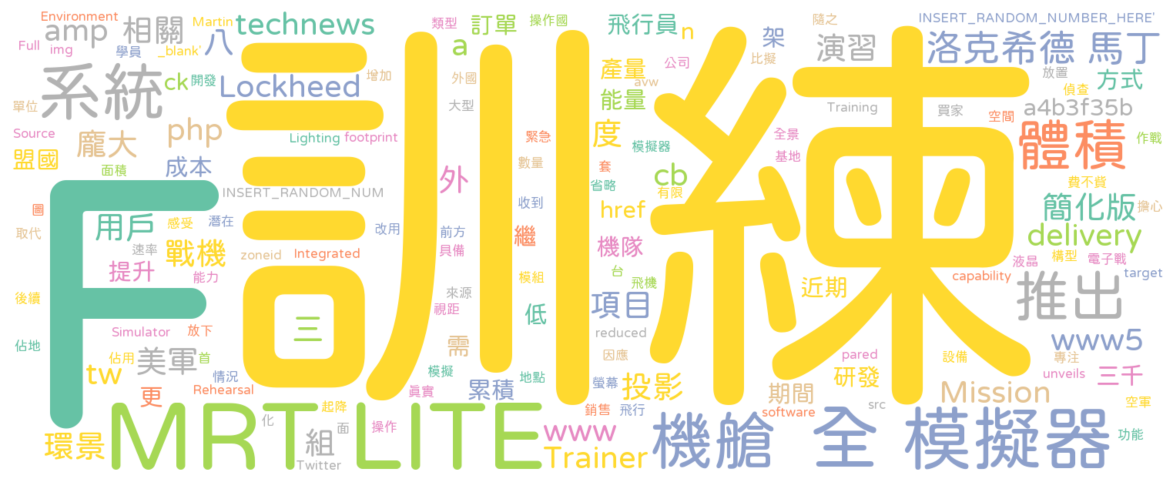 Environment
Full
img
amp
相關
Martin
_blank'
八
學員
technews
類型
操作國
a
訂單
飛行員
n
架
演習
隨之
INSERT_RANDOM_NUMBER_HERE'
洛克希德
馬丁
系統
ck
開發
Lockheed
增加
外國
公司
產量
比擬
avw
放置
偵查
方式
單位
龐大
php
大型
能量
Training
買家
a4b3f35b
Source
盟國
成本
Lighting
footprint
緊急
度
模擬器
全景
基地
空間
體積
作戰
面積
訓練
F
INSERT_RANDOM_NUM
外
數量
套
省略
cb
有限
費不貲
圖
取代
用戶
感受
潛在
改用
前方
收到
href
簡化版
擔心
速率
戰機
zoneid
Integrated
具備
繼
機隊
delivery
提升
能力
模組
台
飛機
液晶
構型
電子戰
capability
target
後續
來源
視距
低
項目
近期
推出
Simulator
放下
三
需
reduced
佔地
美軍
佔用
首
因應
www5
tw
情況
Rehearsal
更
模擬
真實
累積
地點
螢幕
投影
pared
研發
設備
專注
unveils
三千
期間
Mission
空軍
MRT
LITE
起降
銷售
飛行
software
src
環景
組
化
面
操作
Twitter
www
Trainer
機艙
全
模擬器
功能